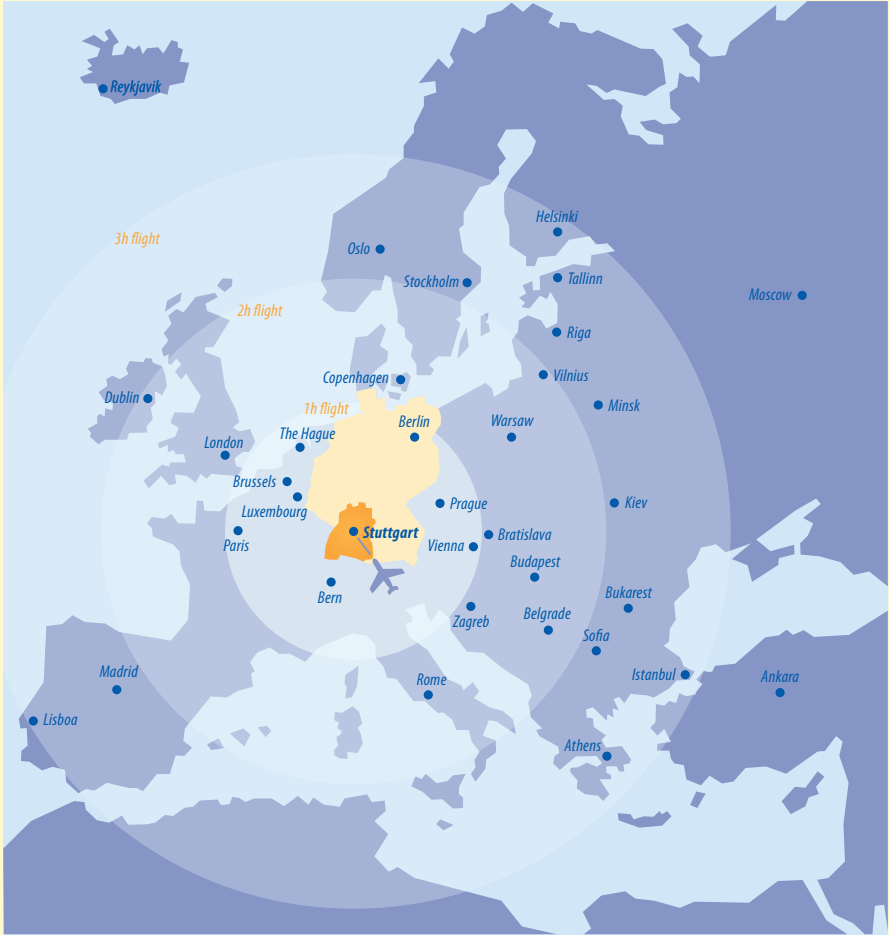 Reykjavik
Helsinki
3h flight
Oslo
Stockholm
Tallinn
Moscow
2h flight
Riga
Copenhagen
Vilnius
Dublin
1h flight
Minsk
Berlin
Warsaw
London
The Hague
Brussels
Luxembourg
Prague
Kiev
Paris
Stuttgart
Vienna
Bratislava
Budapest
Bern
Bukarest
Zagreb
Belgrade
Sofia
Madrid
Rome
Istanbul
Ankara
Lisboa
Athens